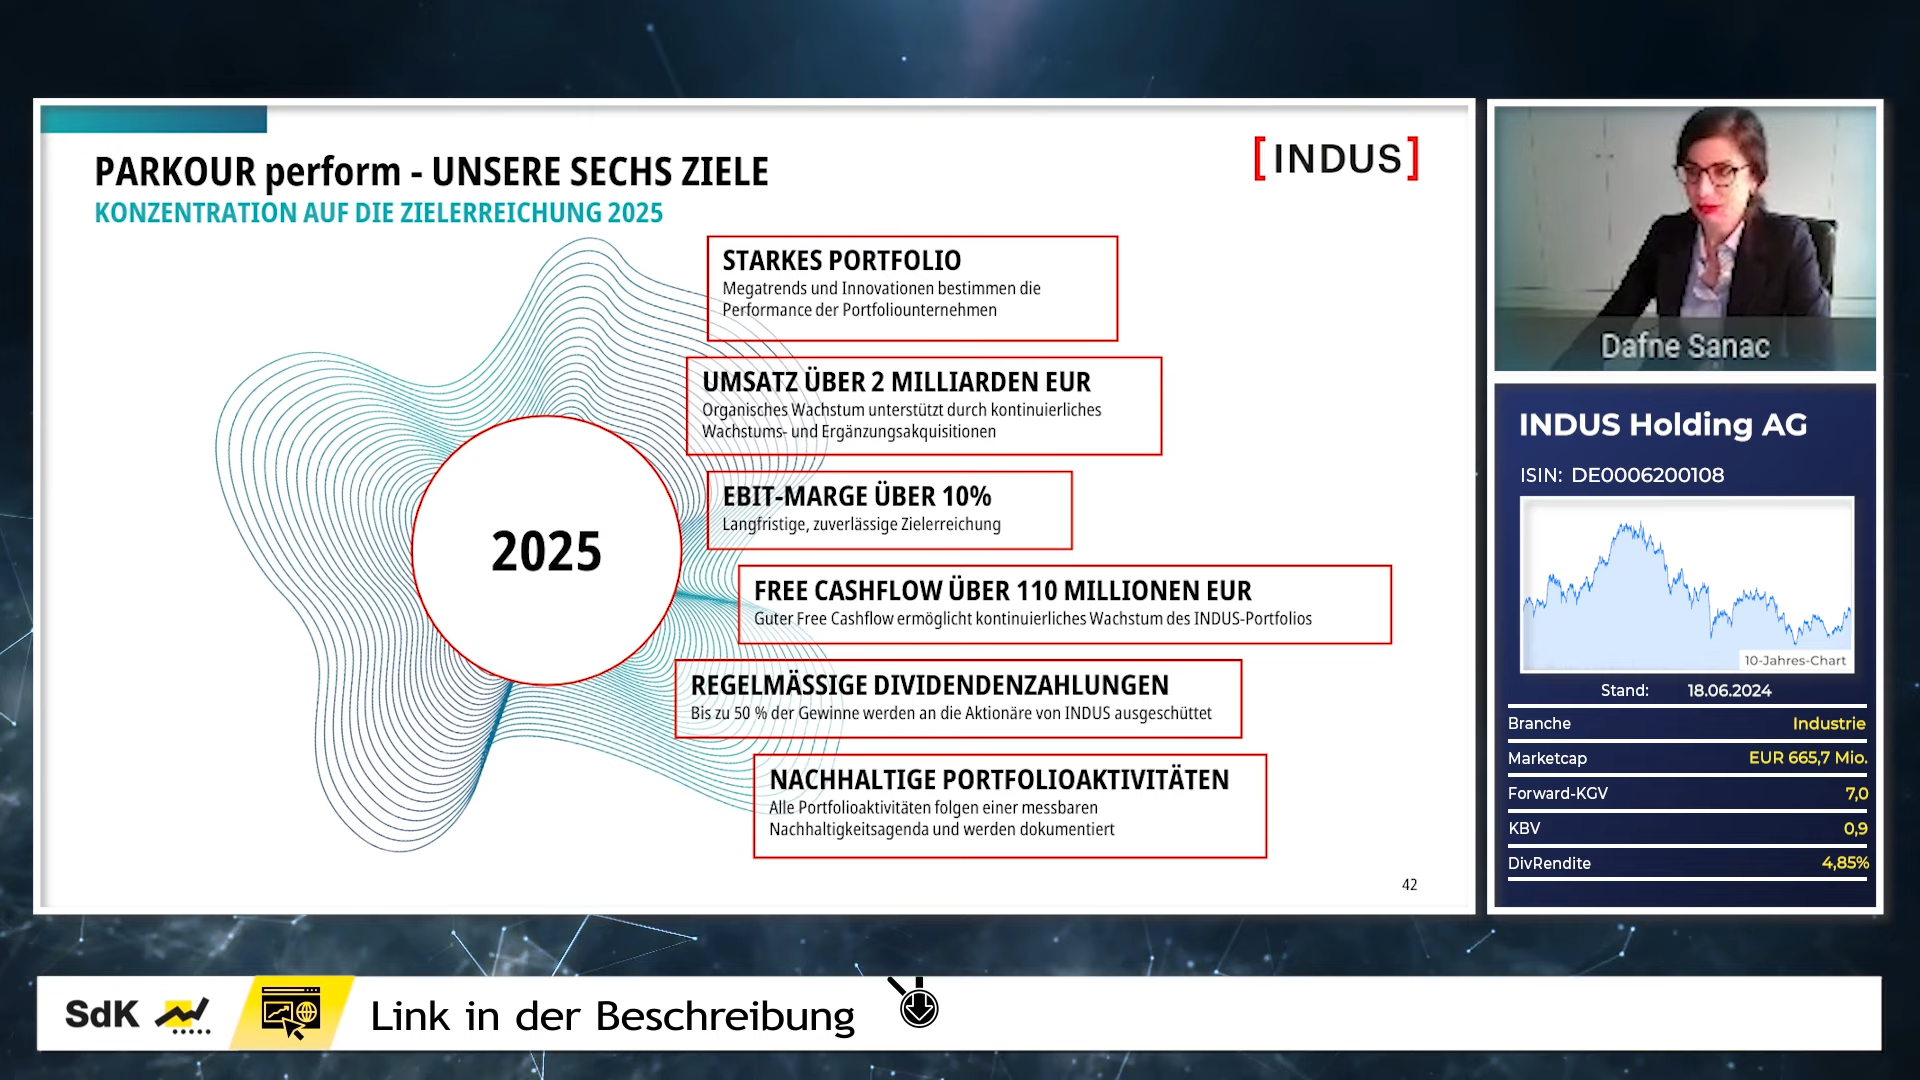 PARKOUR perform - UNSERE SECHS ZIELE
KONZENTRATION AUF DIE ZIELERREICHUNG 2025
[INDUS]
STARKES PORTFOLIO
Megatrends und Innovationen bestimmen die
Performance der Portfoliounternehmen
UMSATZ ÜBER 2 MILLIARDEN EUR
Organisches Wachstum unterstützt durch kontinuierliches
Wachstums- und Ergänzungsakquisitionen
EBIT-MARGE ÜBER 10%
Langfristige, zuverlässige Zielerreichung
2025
FREE CASHFLOW ÜBER 110 MILLIONEN EUR
Guter Free Cashflow ermöglicht kontinuierliches Wachstum des INDUS-Portfolios
REGELMÄSSIGE DIVIDENDENZAHLUNGEN
Bis zu 50 % der Gewinne werden an die Aktionäre von INDUS ausgeschüttet
NACHHALTIGE PORTFOLIOAKTIVITÄTEN
Alle Portfolioaktivitäten folgen einer messbaren
Nachhaltigkeitsagenda und werden dokumentiert
42
Dafne Sanac
INDUS Holding AG
ISIN: DE0006200108
10-Jahres-Chart
Stand: 18.06.2024
Branche Industrie
Marketcap EUR 665,7 Mio.
Forward-KGV 7,0
KBV 0,9
DivRendite 4,85%
SdK
Link in der Beschreibung